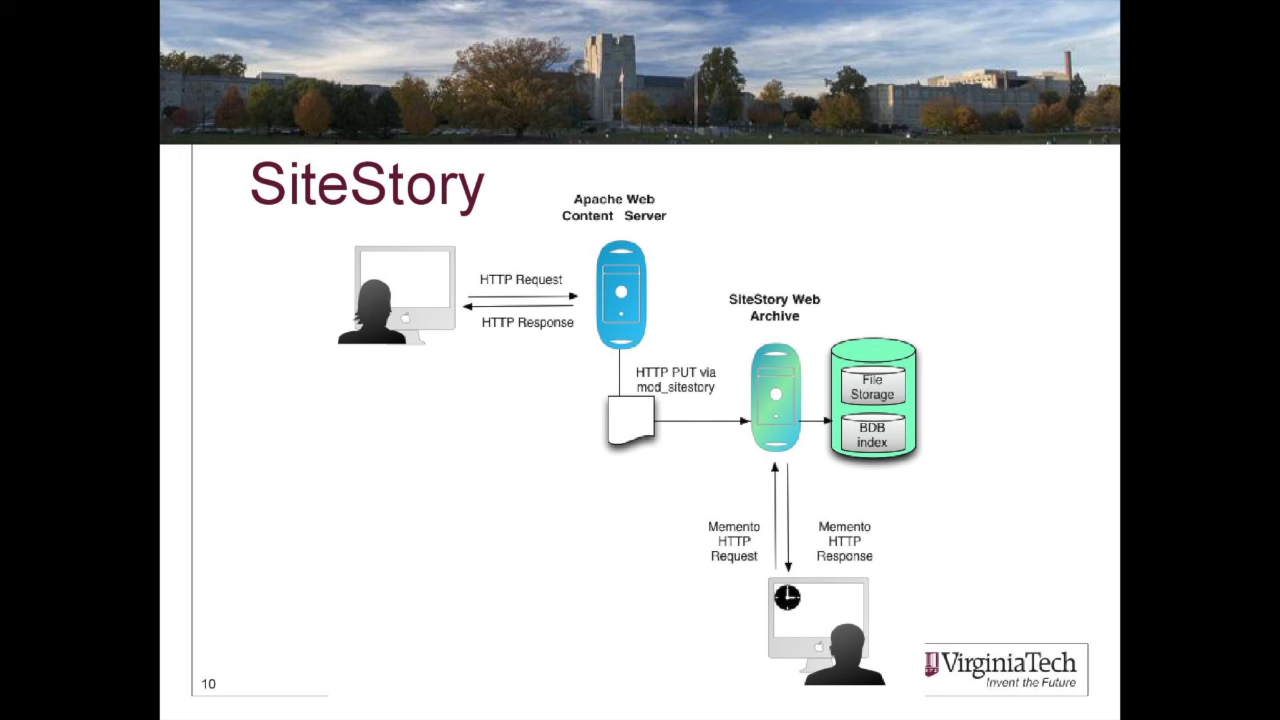 SiteStory
Apache Web
Content Server
HTTP Request
HTTP Response
SiteStory Web
Archive
HTTP PUT via
mod_sitestory
File
Storage
BDB
index
Memento
HTTP
Request
Memento
HTTP
Response
VirginiaTech
Invent the Future
10